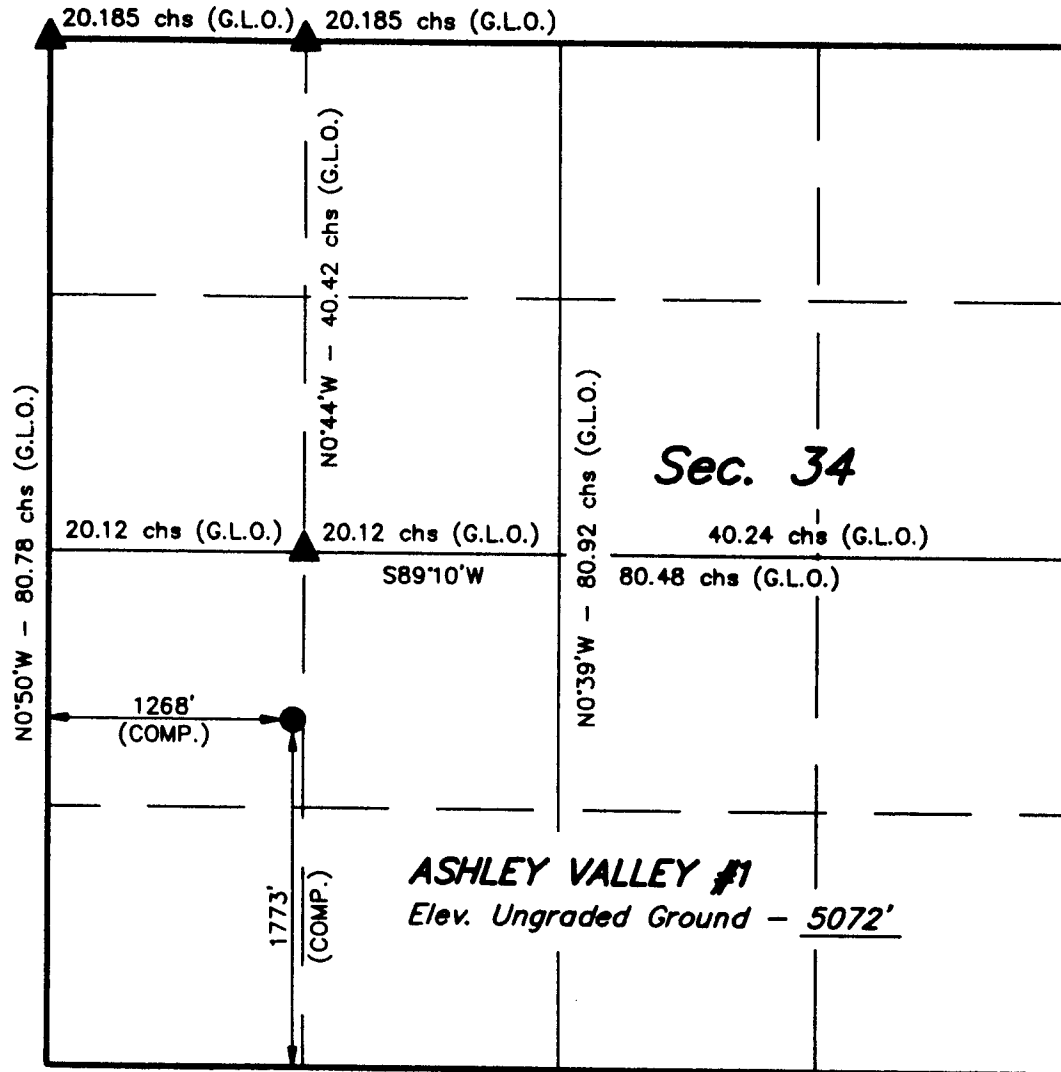 20.185 chs (G.L.O.)
20.185 chs (G.L.O.)
N0°44'W – 40.42 chs (G.L.O.)
N0°50'W – 80.78 chs (G.L.O.)
N0°39'W – 80.92 chs (G.L.O.)
Sec. 34
20.12 chs (G.L.O.)
20.12 chs (G.L.O.)
40.24 chs (G.L.O.)
S89°10'W
80.48 chs (G.L.O.)
1268'
(COMP.)
1773'
(COMP.)
ASHLEY VALLEY #1
Elev. Ungraded Ground – 5072'